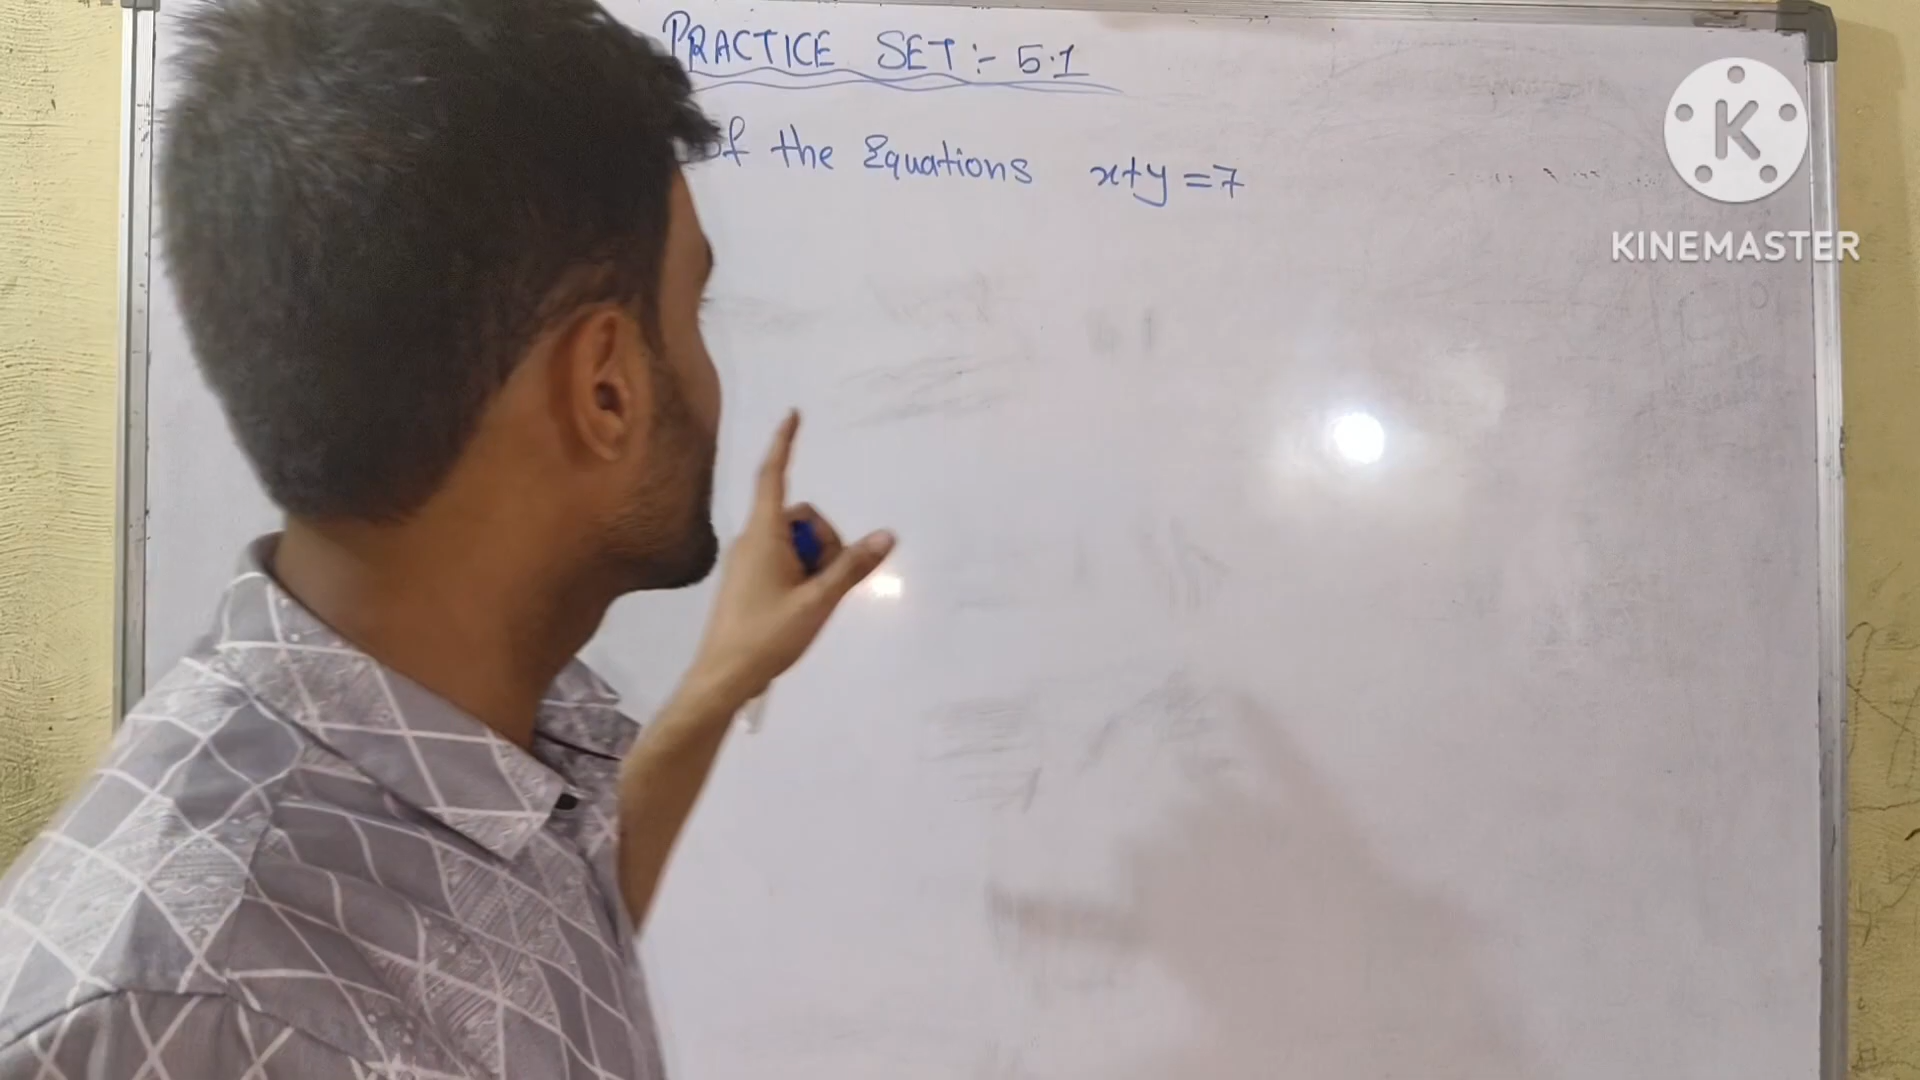 PRACTICE SET:- 5.1
of the Equations x+y=7
K
KINEMASTER